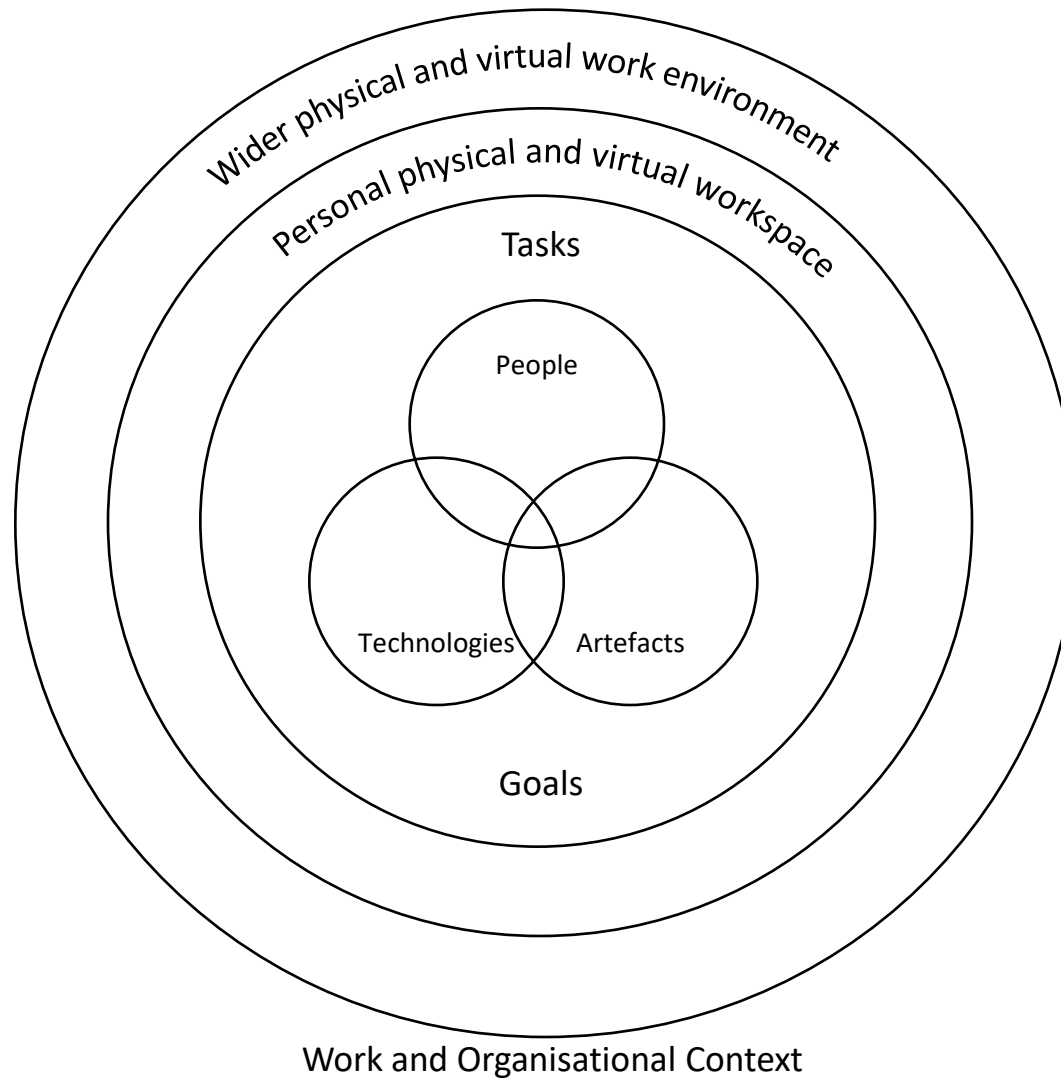 Wider physical and virtual work environment
Personal physical and virtual workspace
Tasks
People
Technologies
Artefacts
Goals
Work and Organisational Context